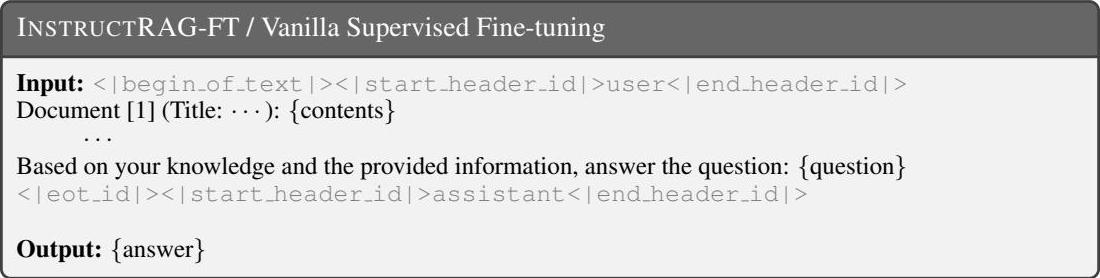 INSTRUCTRAG-FT / Vanilla Supervised Fine-tuning
Input: <|begin_of_text|><|start_header_id|>user<|end_header_id|>
Document [1] (Title: ··· ): {contents}
···
Based on your knowledge and the provided information, answer the question: {question}
<|eot_id|><|start_header_id|>assistant<|end_header_id|>
Output: {answer}